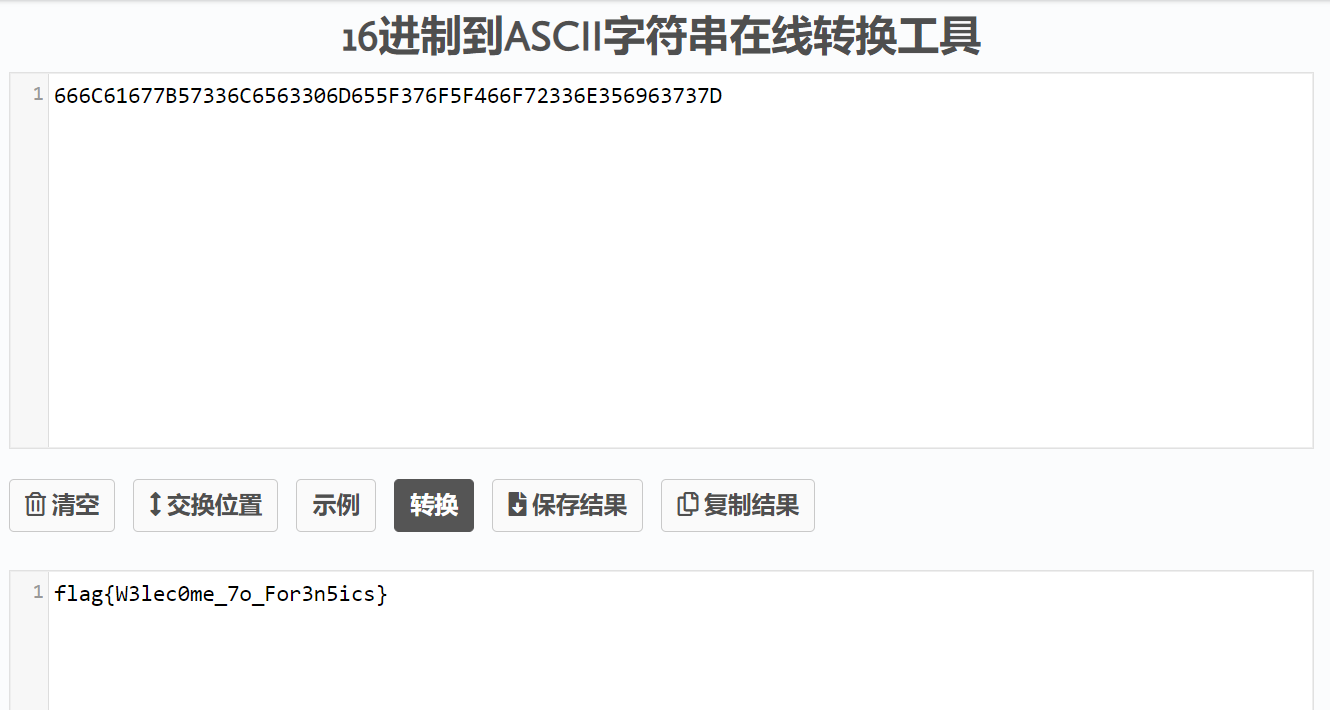 16进制到ASCII字符串在线转换工具
1 666C61677B57336C6563306D655F376F5F466F72336E356963737D
清空 交换位置 示例 转换 保存结果 复制结果
1 flag{W3lec0me_7o_For3n5ics}